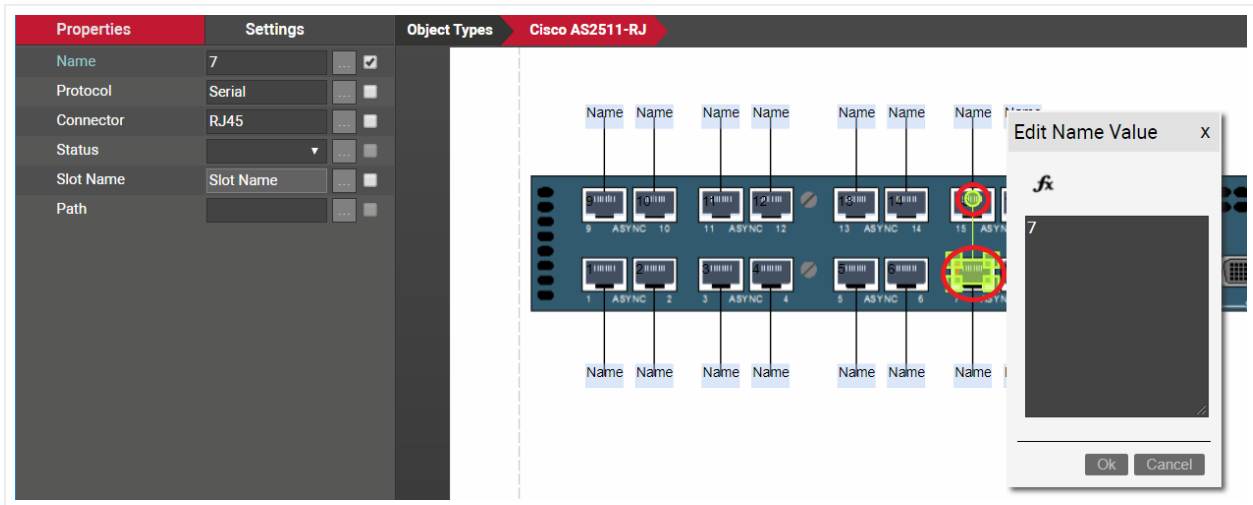 Properties Settings Object Types Cisco AS2511-RJ
Name 7 ...
Protocol Serial ...
Connector RJ45 ...
Status ...
Slot Name Slot Name ...
Path ...
Name Name Name Name Name Name Name Name
9 10 11 12 13 14
9 ASYNC 10 11 ASYNC 12 13 ASYNC 14 15
1 2 3 4 5 6
1 ASYNC 2 3 ASYNC 4 5 ASYNC 6 7
Name Name Name Name Name Name Name
Edit Name Value X
fx
7
Ok Cancel